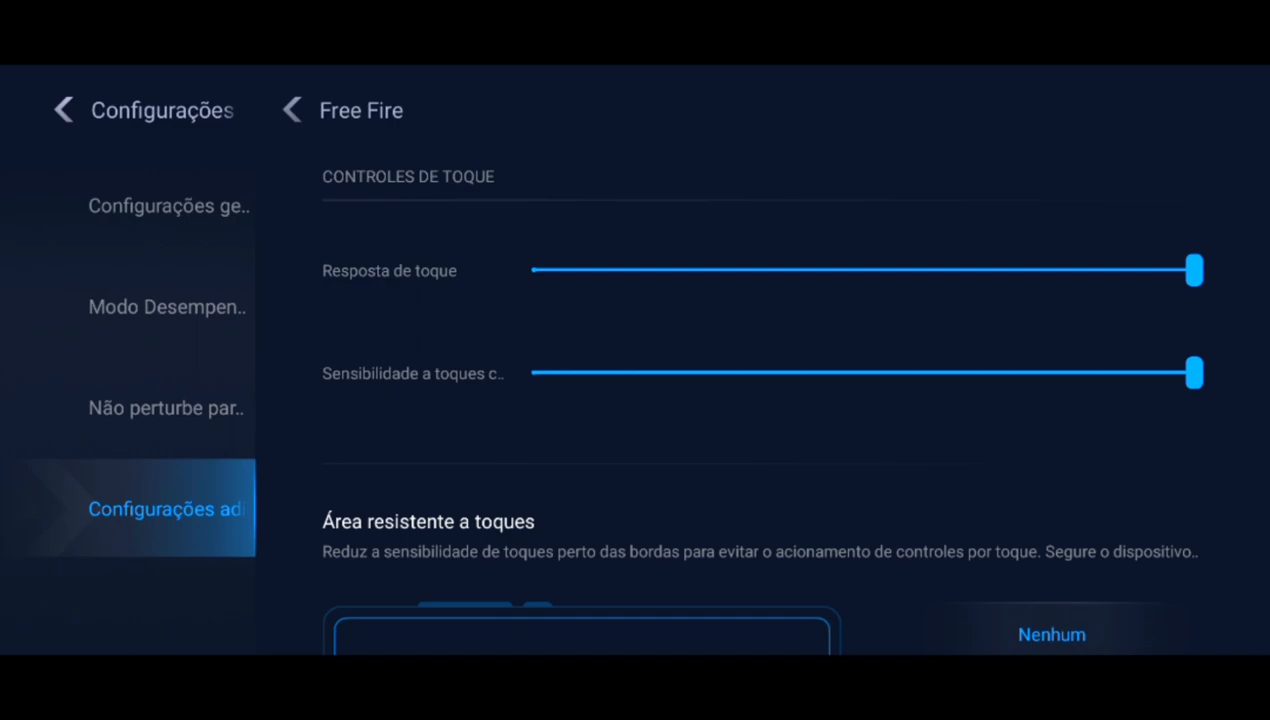 Configurações
Free Fire
CONTROLES DE TOQUE
Configurações ge..
Resposta de toque
Modo Desempen..
Sensibilidade a toques c..
Não perturbe par..
Configurações adi
Área resistente a toques
Reduz a sensibilidade de toques perto das bordas para evitar o acionamento de controles por toque. Segure o dispositivo..
Nenhum